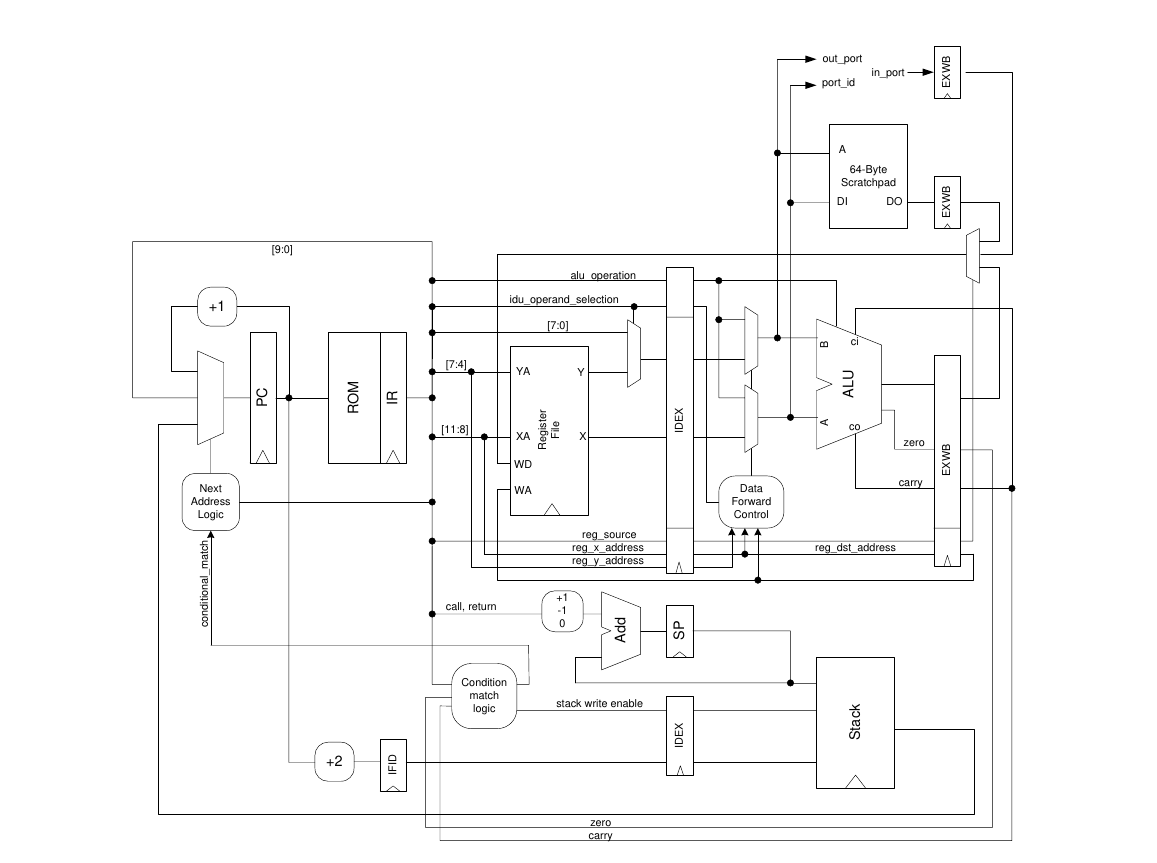 out_port
in_port
EXWB
port_id
A
64-Byte
Scratchpad
DI
DO
EXWB
[9:0]
alu_operation
idu_operand_selection
+1
[7:0]
B
ci
PC
ROM
IR
[7:4]
YA
Y
ALU
Register
File
IDEX
A
co
[11:8]
XA
X
zero
EXWB
WD
WA
carry
Next
Address
Logic
Data
Forward
Control
reg_source
reg_x_address
reg_dst_address
reg_y_address
conditional_match
call, return
+1
-1
0
Add
SP
Condition
match
logic
stack write enable
IDEX
Stack
+2
IFID
zero
carry